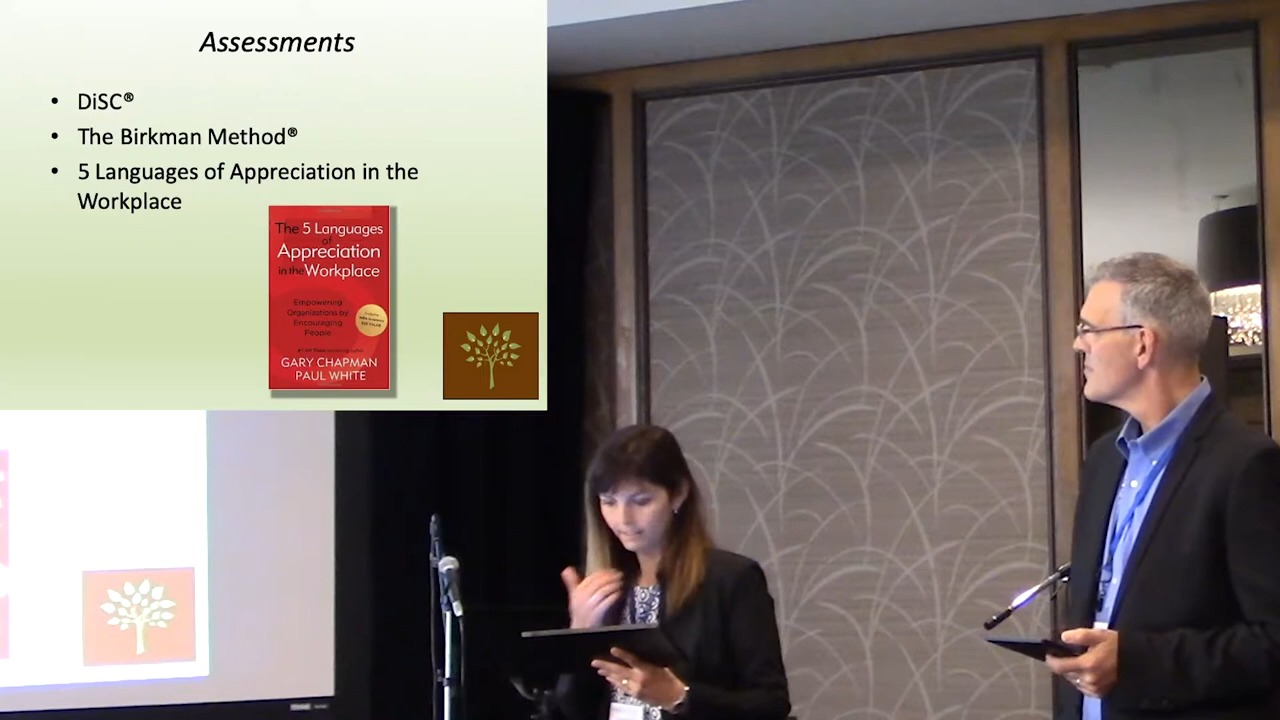 Assessments
• DiSC®
• The Birkman Method®
• 5 Languages of Appreciation in the
Workplace
The 5 Languages
of
Appreciation
in the Workplace
Empowering
Organizations by
Encouraging
People
GARY CHAPMAN
PAUL WHITE